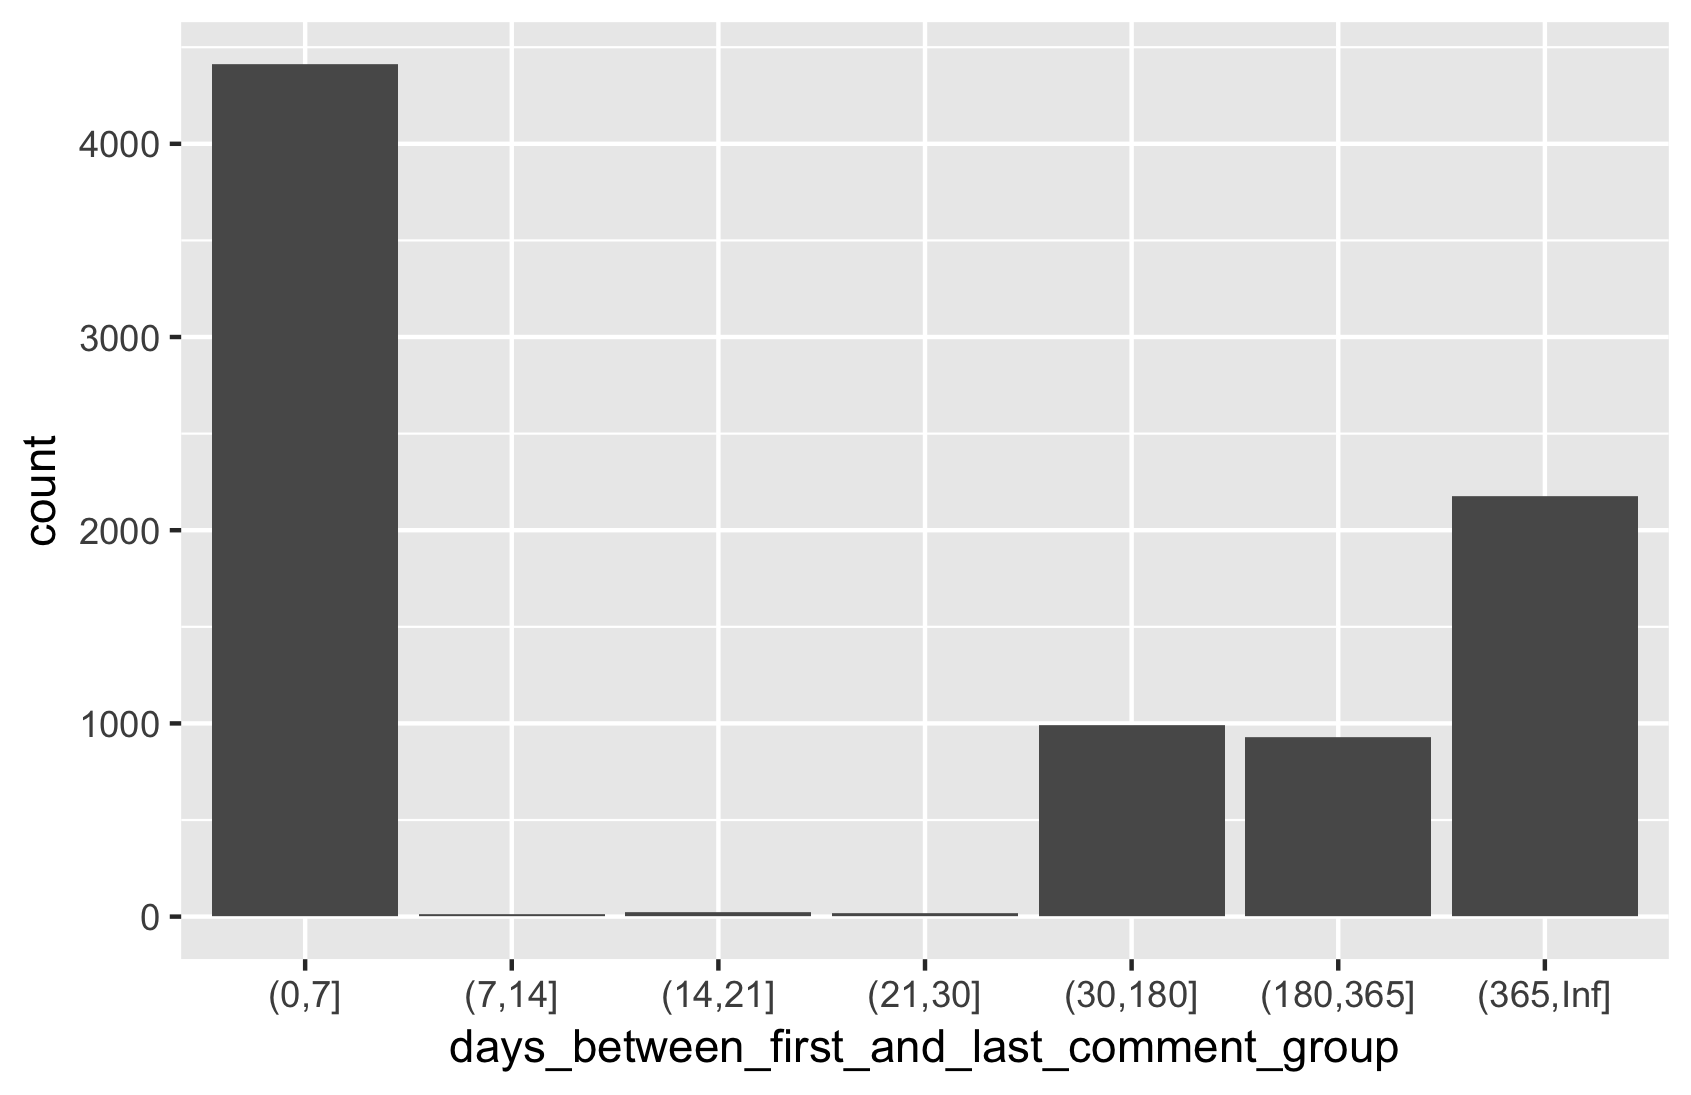 count
4000
3000
2000
1000
0
(0,7] (7,14] (14,21] (21,30] (30,180] (180,365] (365,Inf]
days_between_first_and_last_comment_group